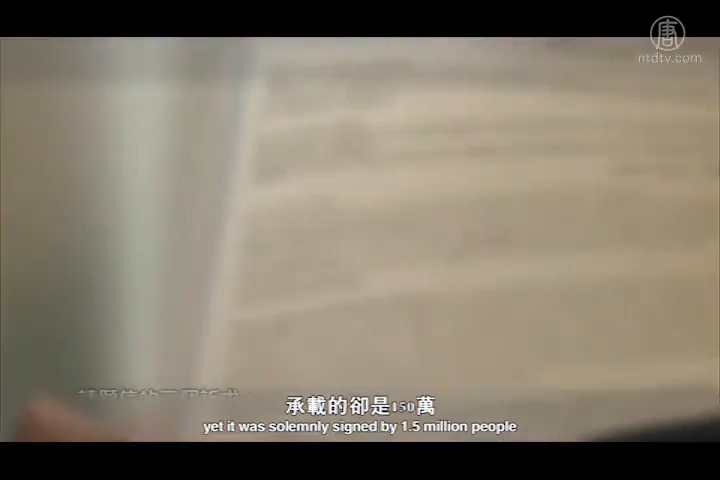 唐
ntdtv.com
承載的卻是150萬
yet it was solemnly signed by 1.5 million people